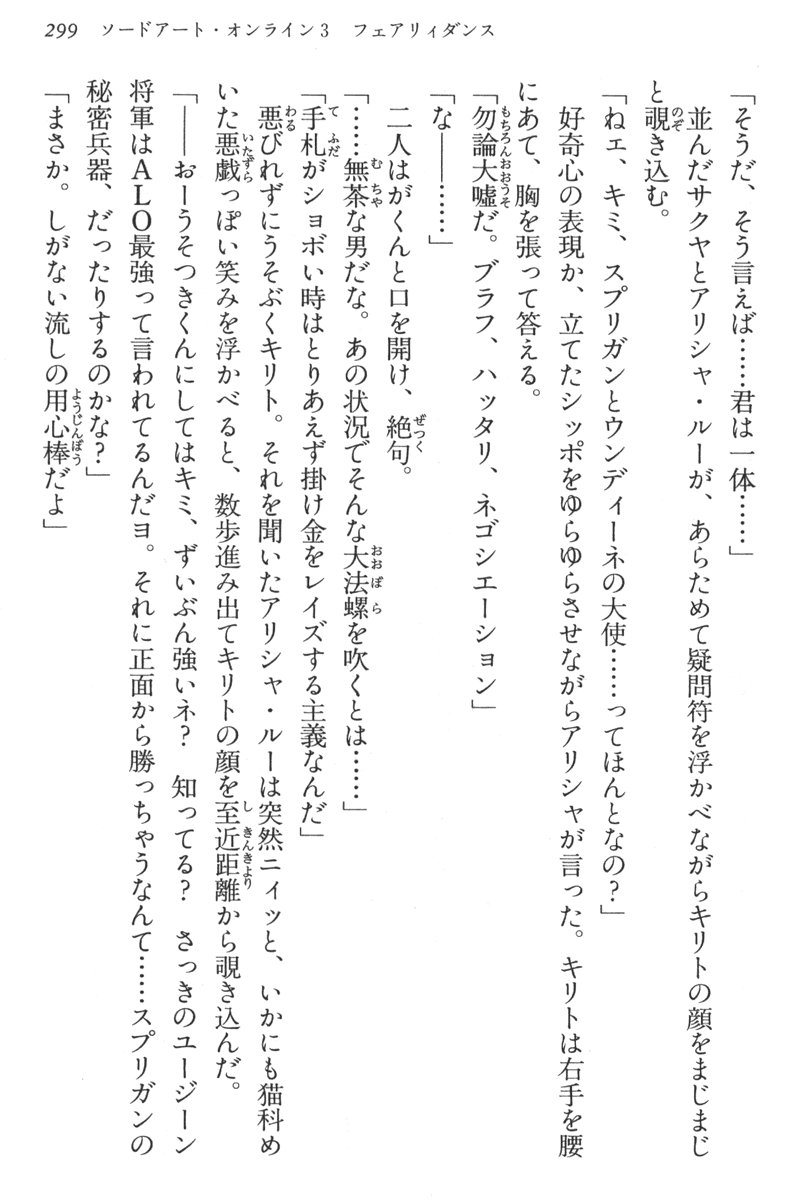 299 ソードアート・オンライン3 フェアリィダンス
「そうだ、そう言えば……君は一体……」
並んだサクヤとアリシャ・ルーが、あらためて疑問符を浮かべながらキリトの顔をまじまじ
と覗き込む。
「ねェ、キミ、スプリガンとウンディーネの大使……ってほんとなの?」
好奇心の表現か、立てたシッポをゆらゆらさせながらアリシャが言った。キリトは右手を腰
にあて、胸を張って答える。
「勿論大嘘だ。ブラフ、ハッタリ、ネゴシエーション」
「な――……」
二人はがくんと口を開け、絶句。
「……無茶な男だな。あの状況でそんな大法螺を吹くとは……」
「手札がショボい時はとりあえず掛け金をレイズする主義なんだ」
悪びれずにうそぶくキリト。それを聞いたアリシャ・ルーは突然ニィッと、いかにも猫科め
いた悪戯っぽい笑みを浮かべると、数歩進み出てキリトの顔を至近距離から覗き込んだ。
「――おーうそつきくんにしてはキミ、ずいぶん強いネ? 知ってる? さっきのユージーン
将軍はALO最強って言われてるんだヨ。それに正面から勝っちゃうなんて……スプリガンの
秘密兵器、だったりするのかな?」
「まさか。しがない流しの用心棒だよ」